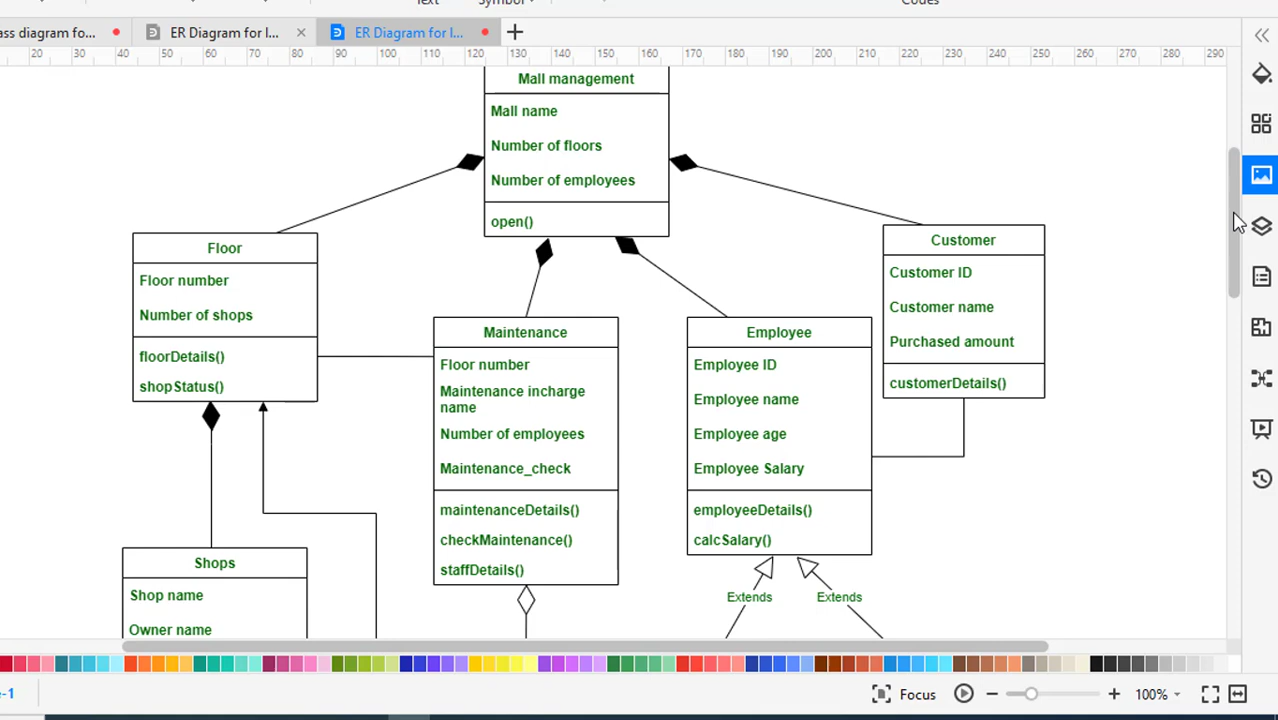 Text
Symbol
Codes
ass diagram fo...
ER Diagram for l...
ER Diagram for l...
20 30 40 50 60 70 80 90 100 110 120 130 140 150 160 170 180 190 200 210 220 230 240 250 260 270 280 290
Mall management
Mall name
Number of floors
Number of employees
open()
Floor
Floor number
Number of shops
floorDetails()
shopStatus()
Maintenance
Floor number
Maintenance incharge
name
Number of employees
Maintenance_check
maintenanceDetails()
checkMaintenance()
staffDetails()
Employee
Employee ID
Employee name
Employee age
Employee Salary
employeeDetails()
calcSalary()
Customer
Customer ID
Customer name
Purchased amount
customerDetails()
Shops
Shop name
Owner name
Extends
Extends
e-1
Focus
100%